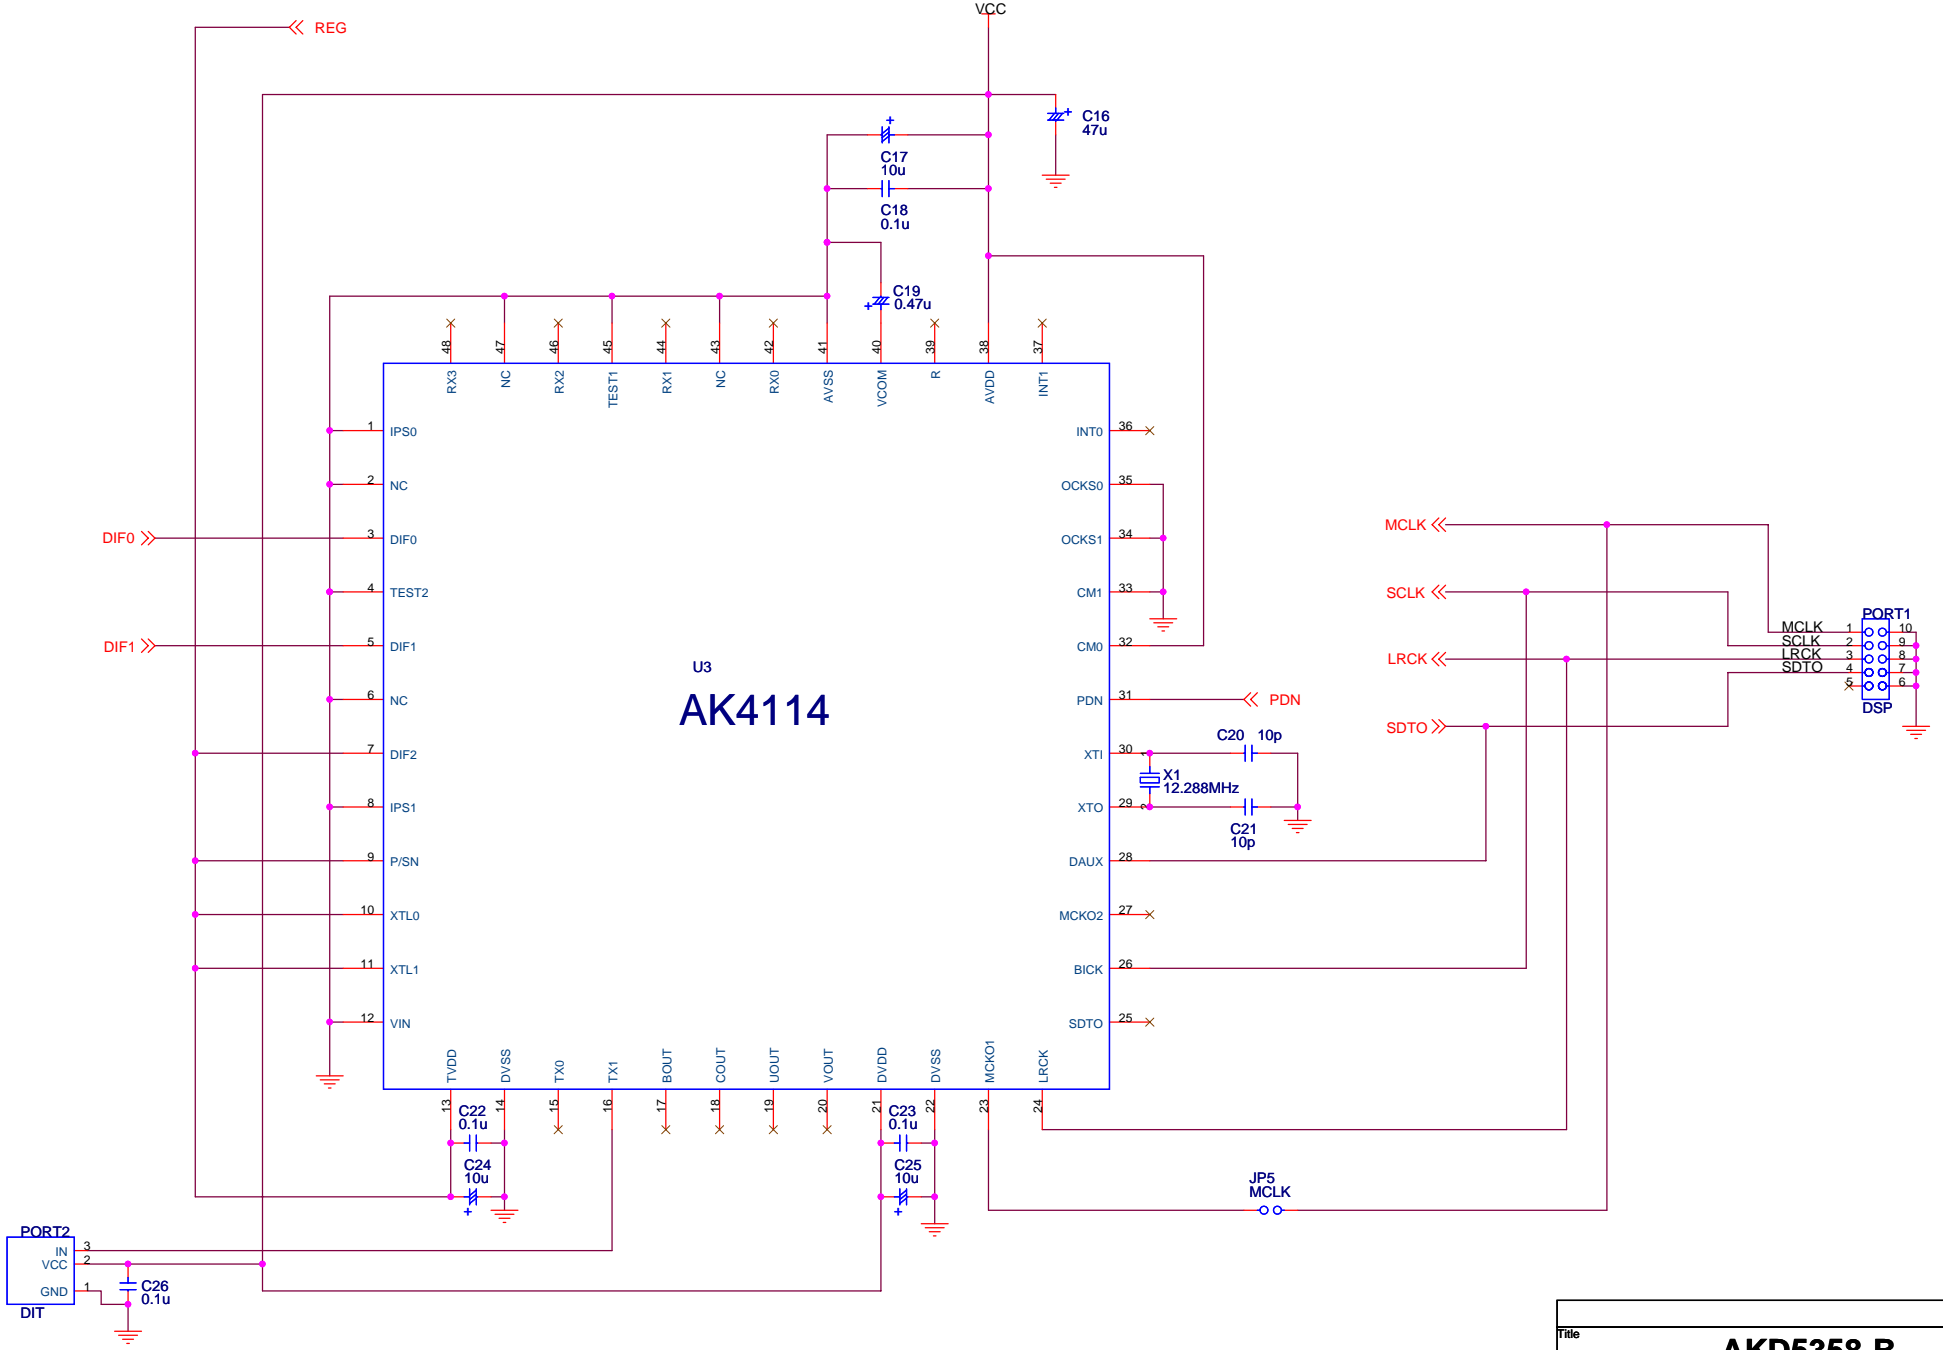 VCC
REG
C16
47u
C17
10u
C18
0.1u
C19
0.47u
48 47 46 45 44 43 42 41 40 39 38 37
RX3 NC RX2 TEST1 RX1 NC RX0 AVSS VCOM R AVDD INT1
1 IPS0
INT0 36
2 NC
OCKS0 35
DIF0
3 DIF0
OCKS1 34
4 TEST2
CM1 33
DIF1
5 DIF1
CM0 32
6 NC
PDN 31
PDN
7 DIF2
XTI 30
8 IPS1
XTO 29
9 P/SN
DAUX 28
10 XTL0
MCKO2 27
11 XTL1
BICK 26
12 VIN
SDTO 25
U3
AK4114
C20 10p
1
X1
12.288MHz
2
C21
10p
MCLK
SCLK
LRCK
SDTO
PORT1
MCLK 1 10
SCLK 2 9
LRCK 3 8
SDTO 4 7
5 6
DSP
TVDD DVSS TX0 TX1 BOUT COUT UOUT VOUT DVDD DVSS MCKO1 LRCK
13 14 15 16 17 18 19 20 21 22 23 24
C22
0.1u
C24
10u
C23
0.1u
C25
10u
JP5
MCLK
PORT2
IN 3
VCC 2
GND 1
DIT
C26
0.1u
Title
AKD5358-B